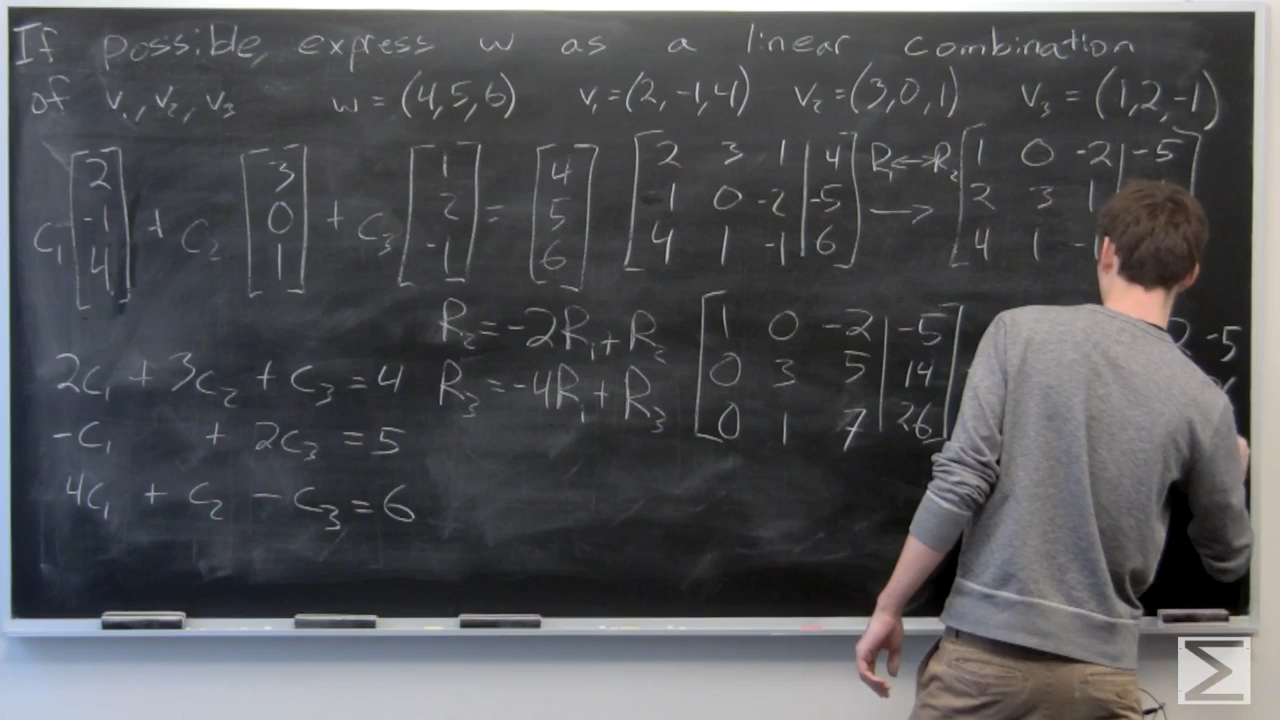 If possible, express w as a linear combination
of v₁, v₂, v₃ w = (4,5,6) v₁=(2,-1,4) v₂=(3,0,1) v₃ = (1,2,-1)
c₁ [2 -1 4] + c₂ [3 0 1] + c₃ [1 2 -1] = [4 5 6]
[2 3 1 | 4] R₁↔R₂ [1 0 -2 | -5]
[-1 0 -2 | -5] → [2 3 1
[4 1 -1 | 6] [4 1 -
R₂=-2R₁+R₂ [1 0 -2 | -5] 2 -5
R₃=-4R₁+R₃ [0 3 5 | 14]
[0 1 7 | 26]
2c₁ + 3c₂ + c₃ = 4
-c₁ + 2c₃ = 5
4c₁ + c₂ - c₃ = 6
Σ